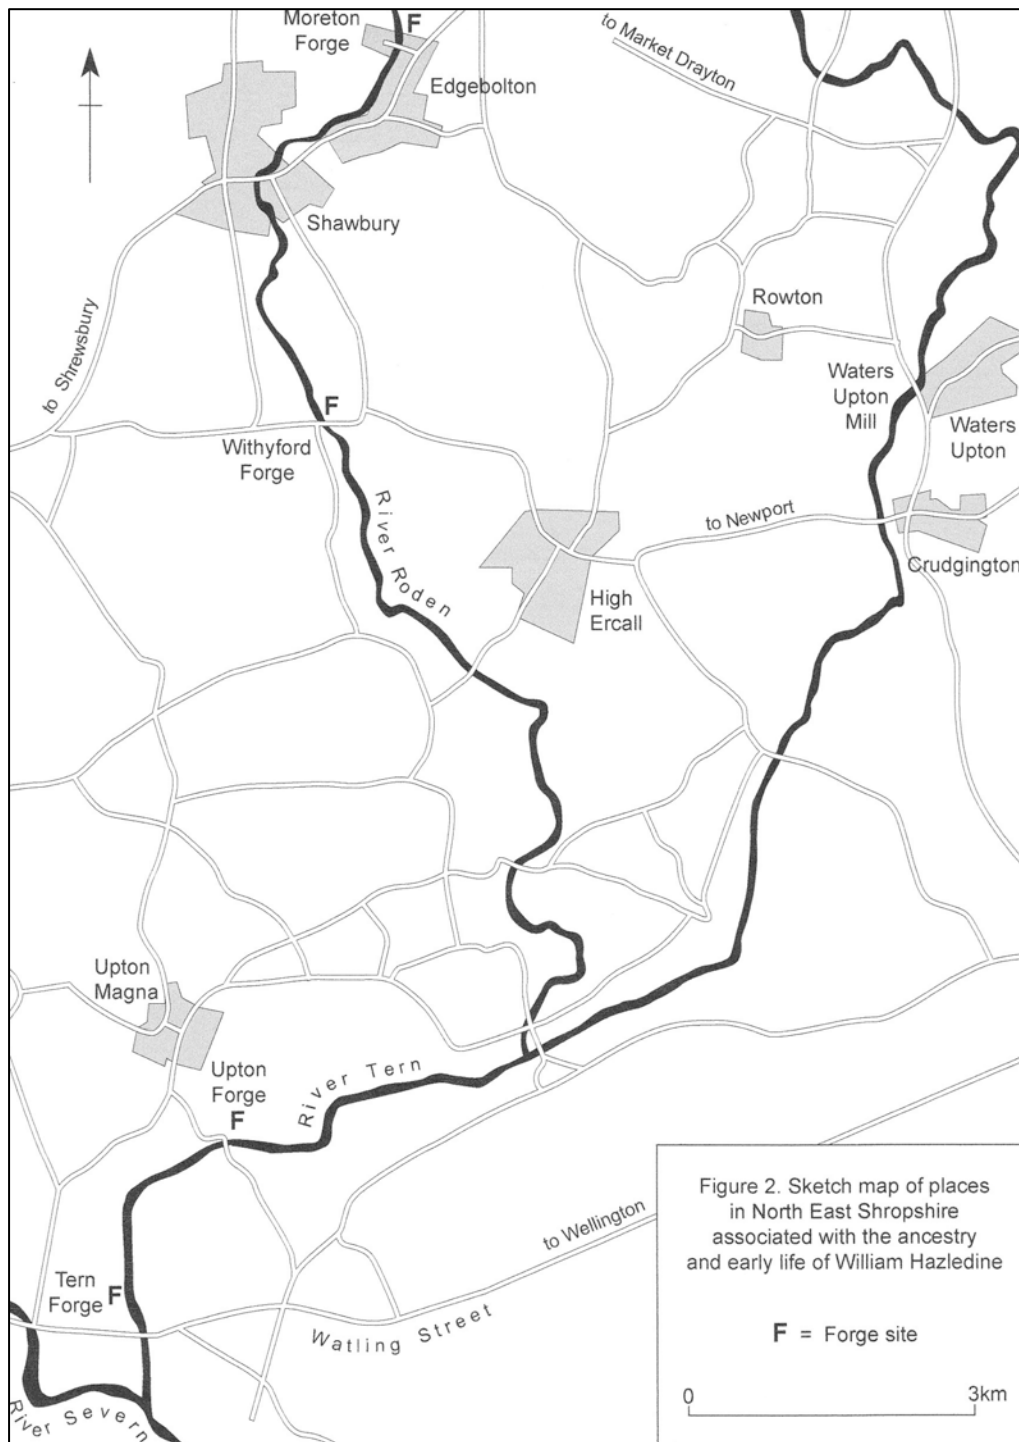 Moreton
Forge
F
to Market Drayton
Edgebolton
Shawbury
to Shrewsbury
Rowton
Waters
Upton
Mill
Waters
Upton
F
Withyford
Forge
River Roden
to Newport
Crudgington
High
Ercall
Upton
Magna
Upton
Forge
F
River Tern
to Wellington
Tern
Forge
F
Watling Street
River Severn
Figure 2. Sketch map of places
in North East Shropshire
associated with the ancestry
and early life of William Hazledine
F = Forge site
0 3km